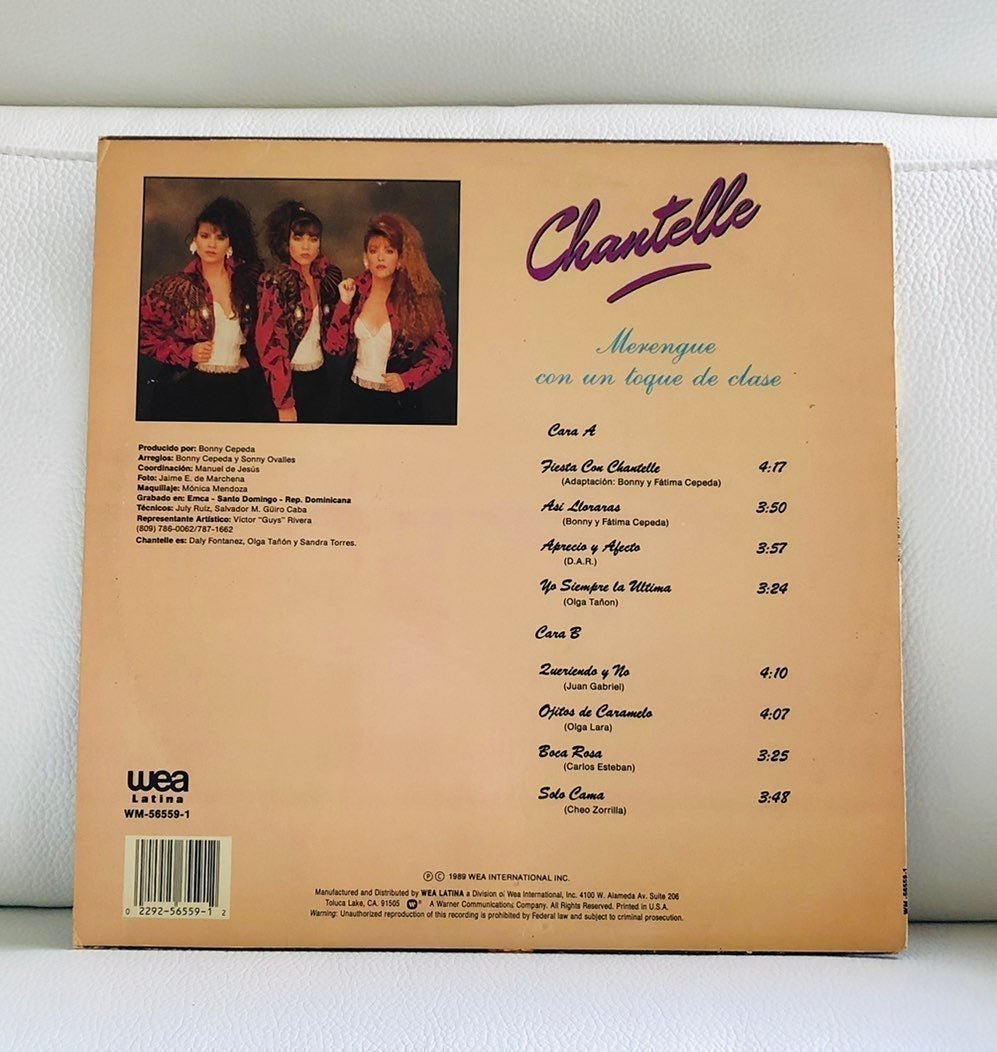 Chantelle
Merengue
con un toque de clase
Producido por: Bonny Cepeda
Arreglos: Bonny Cepeda y Sonny Ovalles
Coordinación: Manuel de Jesús
Foto: Jaime E. de Marchena
Maquillaje: Mónica Mendoza
Grabado en: Emca - Santo Domingo - Rep. Dominicana
Técnicos: July Ruíz, Salvador M. Güiro Caba
Representante Artístico: Víctor "Guys" Rivera
(809) 786-0062/787-1662
Chantelle es: Daly Fontanez, Olga Tañón y Sandra Torres.
Cara A
Fiesta Con Chantelle 4:17
(Adaptación: Bonny y Fátima Cepeda)
Así Lloraras 3:50
(Bonny y Fátima Cepeda)
Aprecio y Afecto 3:57
(D.A.R.)
Yo Siempre la Ultima 3:24
(Olga Tañon)
Cara B
Queriendo y No 4:10
(Juan Gabriel)
Ojitos de Caramelo 4:07
(Olga Lara)
Boca Rosa 3:25
(Carlos Esteban)
Solo Cama 3:48
(Cheo Zorrilla)
wea
Latina
WM-56559-1
0 2292-56559-1 2
Ⓟ Ⓒ 1989 WEA INTERNATIONAL INC.
Manufactured and Distributed by WEA LATINA a Division of Wea International, Inc. 4100 W. Alameda Av. Suite 206
Toluca Lake, CA. 91505 ® A Warner Communications Company. All Rights Reserved. Printed in U.S.A.
Warning: Unauthorized reproduction of this recording is prohibited by Federal law and subject to criminal prosecution.
WM-56559-1